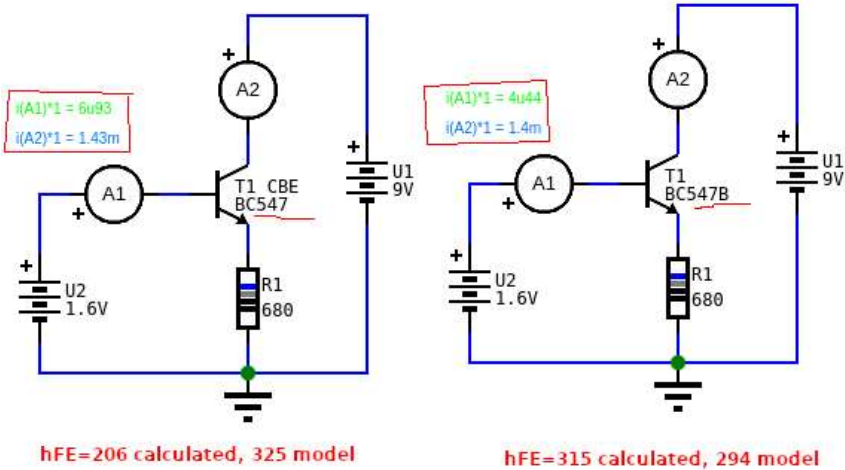 A2
i(A1)*1 = 6u93
i(A2)*1 = 1.43m
A1
T1 CBE
BC547
U1
9V
U2
1.6V
R1
680
hFE=206 calculated, 325 model
A2
i(A1)*1 = 4u44
i(A2)*1 = 1.4m
A1
T1
BC547B
U1
9V
U2
1.6V
R1
680
hFE=315 calculated, 294 model